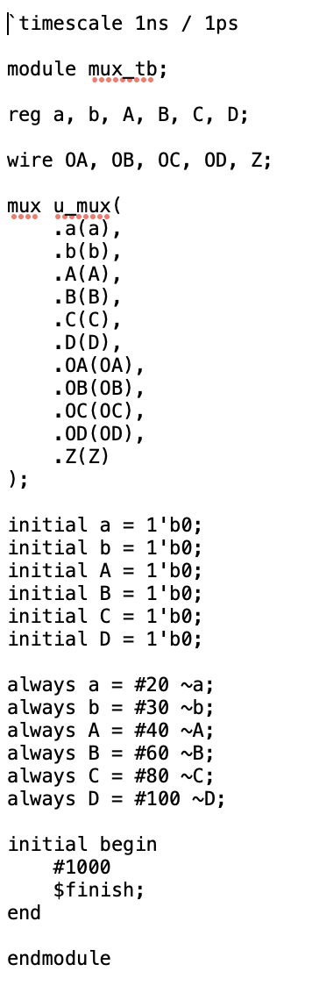 `timescale 1ns / 1ps
module mux_tb;
reg a, b, A, B, C, D;
wire OA, OB, OC, OD, Z;
mux u_mux(
    .a(a),
    .b(b),
    .A(A),
    .B(B),
    .C(C),
    .D(D),
    .OA(OA),
    .OB(OB),
    .OC(OC),
    .OD(OD),
    .Z(Z)
);
initial a = 1'b0;
initial b = 1'b0;
initial A = 1'b0;
initial B = 1'b0;
initial C = 1'b0;
initial D = 1'b0;
always a = #20 ~a;
always b = #30 ~b;
always A = #40 ~A;
always B = #60 ~B;
always C = #80 ~C;
always D = #100 ~D;
initial begin
    #1000
    $finish;
end
endmodule